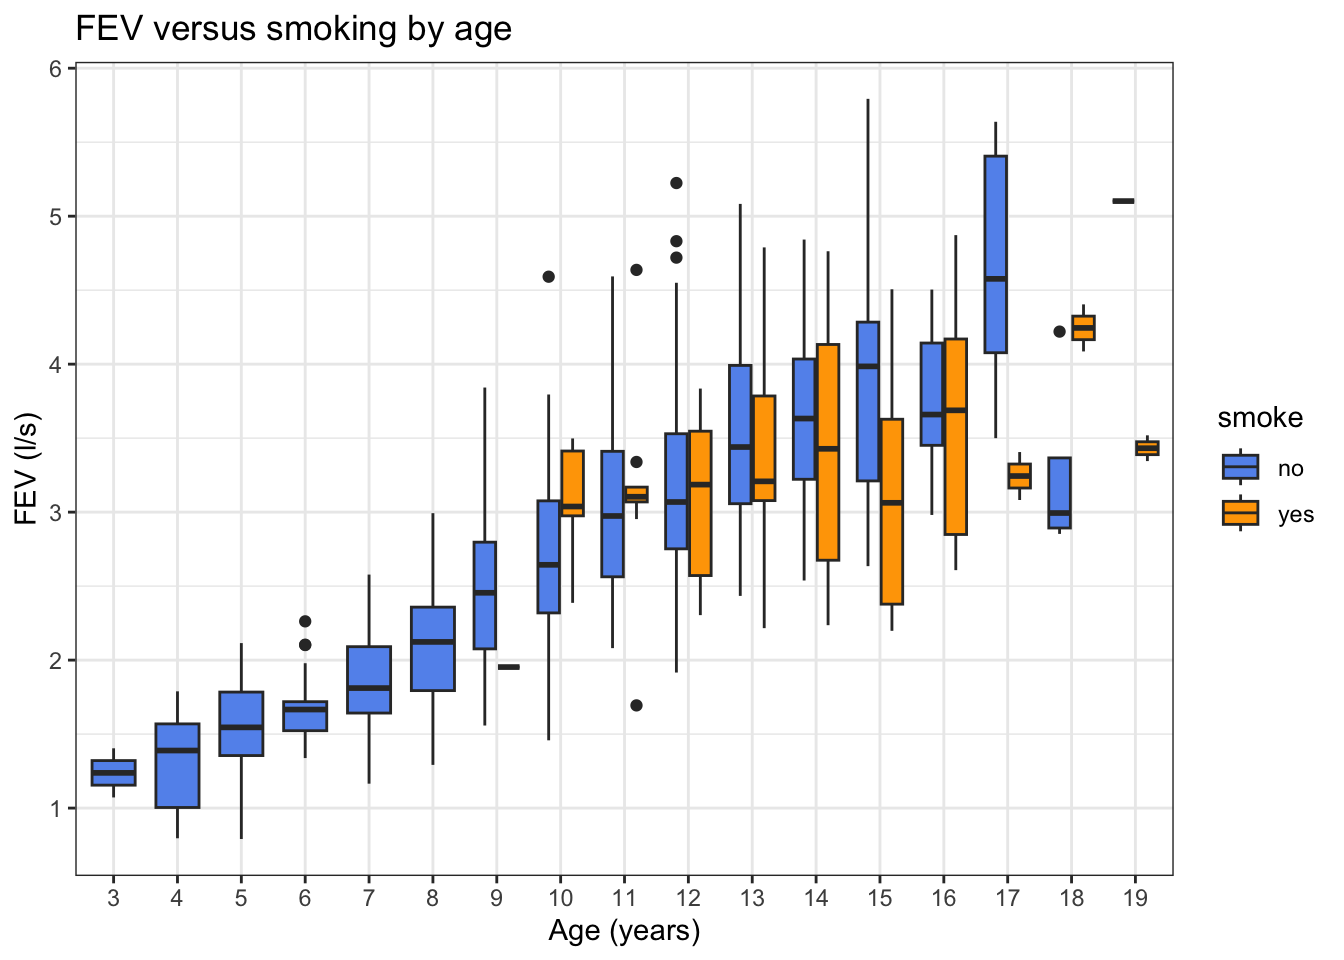 FEV versus smoking by age
6
5
4
3
2
1
FEV (l/s)
3 4 5 6 7 8 9 10 11 12 13 14 15 16 17 18 19
Age (years)
smoke
no
yes